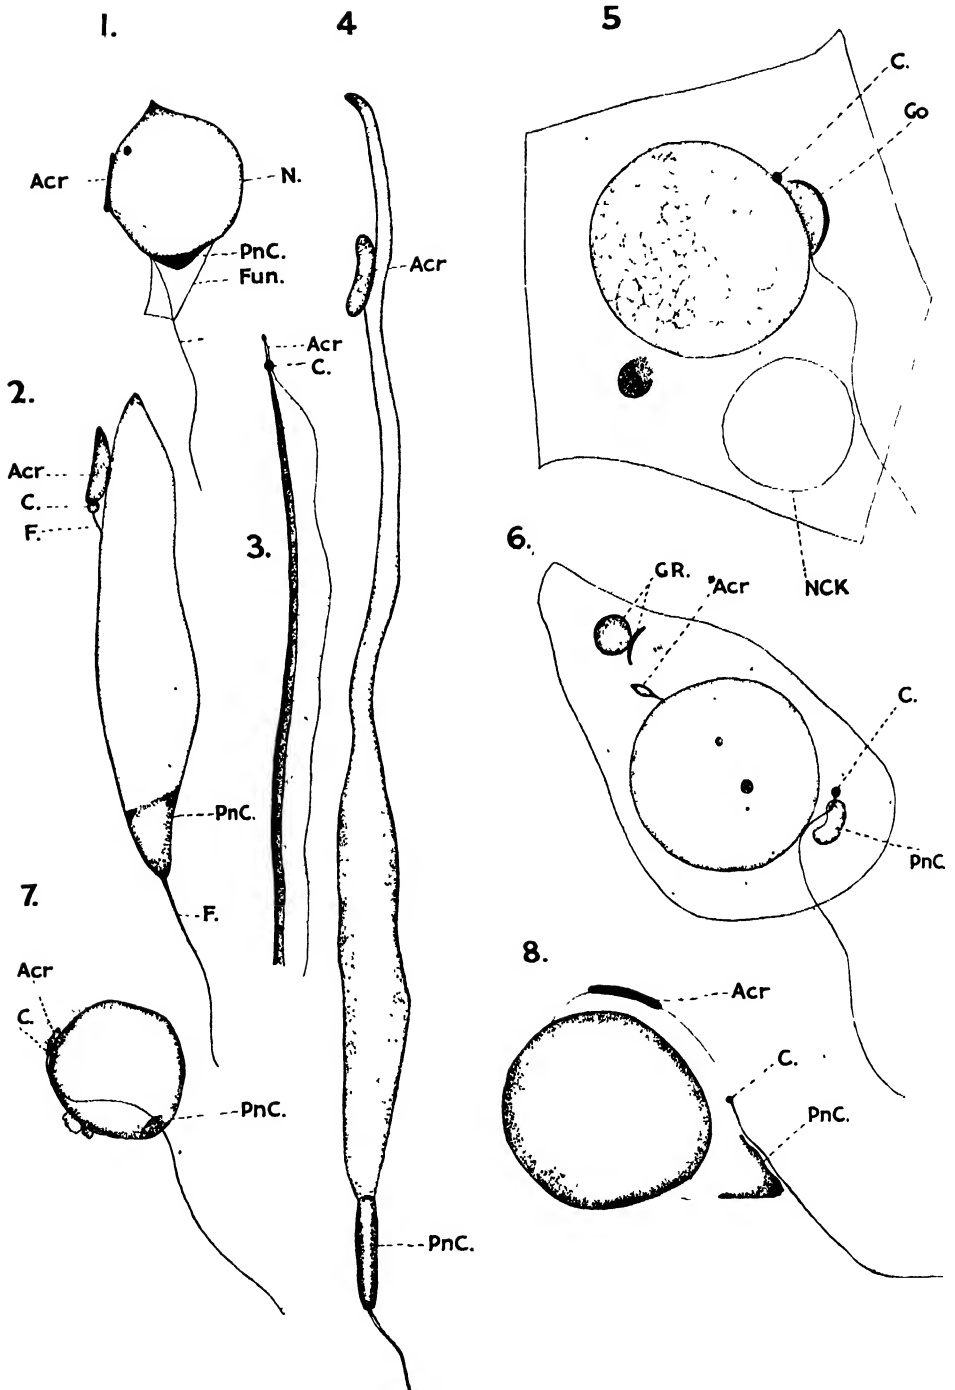 1.
Acr
N.
PnC.
Fun.
2.
Acr
C.
F.
PnC.
F.
3.
Acr
C.
4
Acr
PnC.
5
C.
Go
NCK
6.
GR.
Acr
C.
PnC
7.
Acr
C.
PnC.
8.
Acr
C.
PnC.